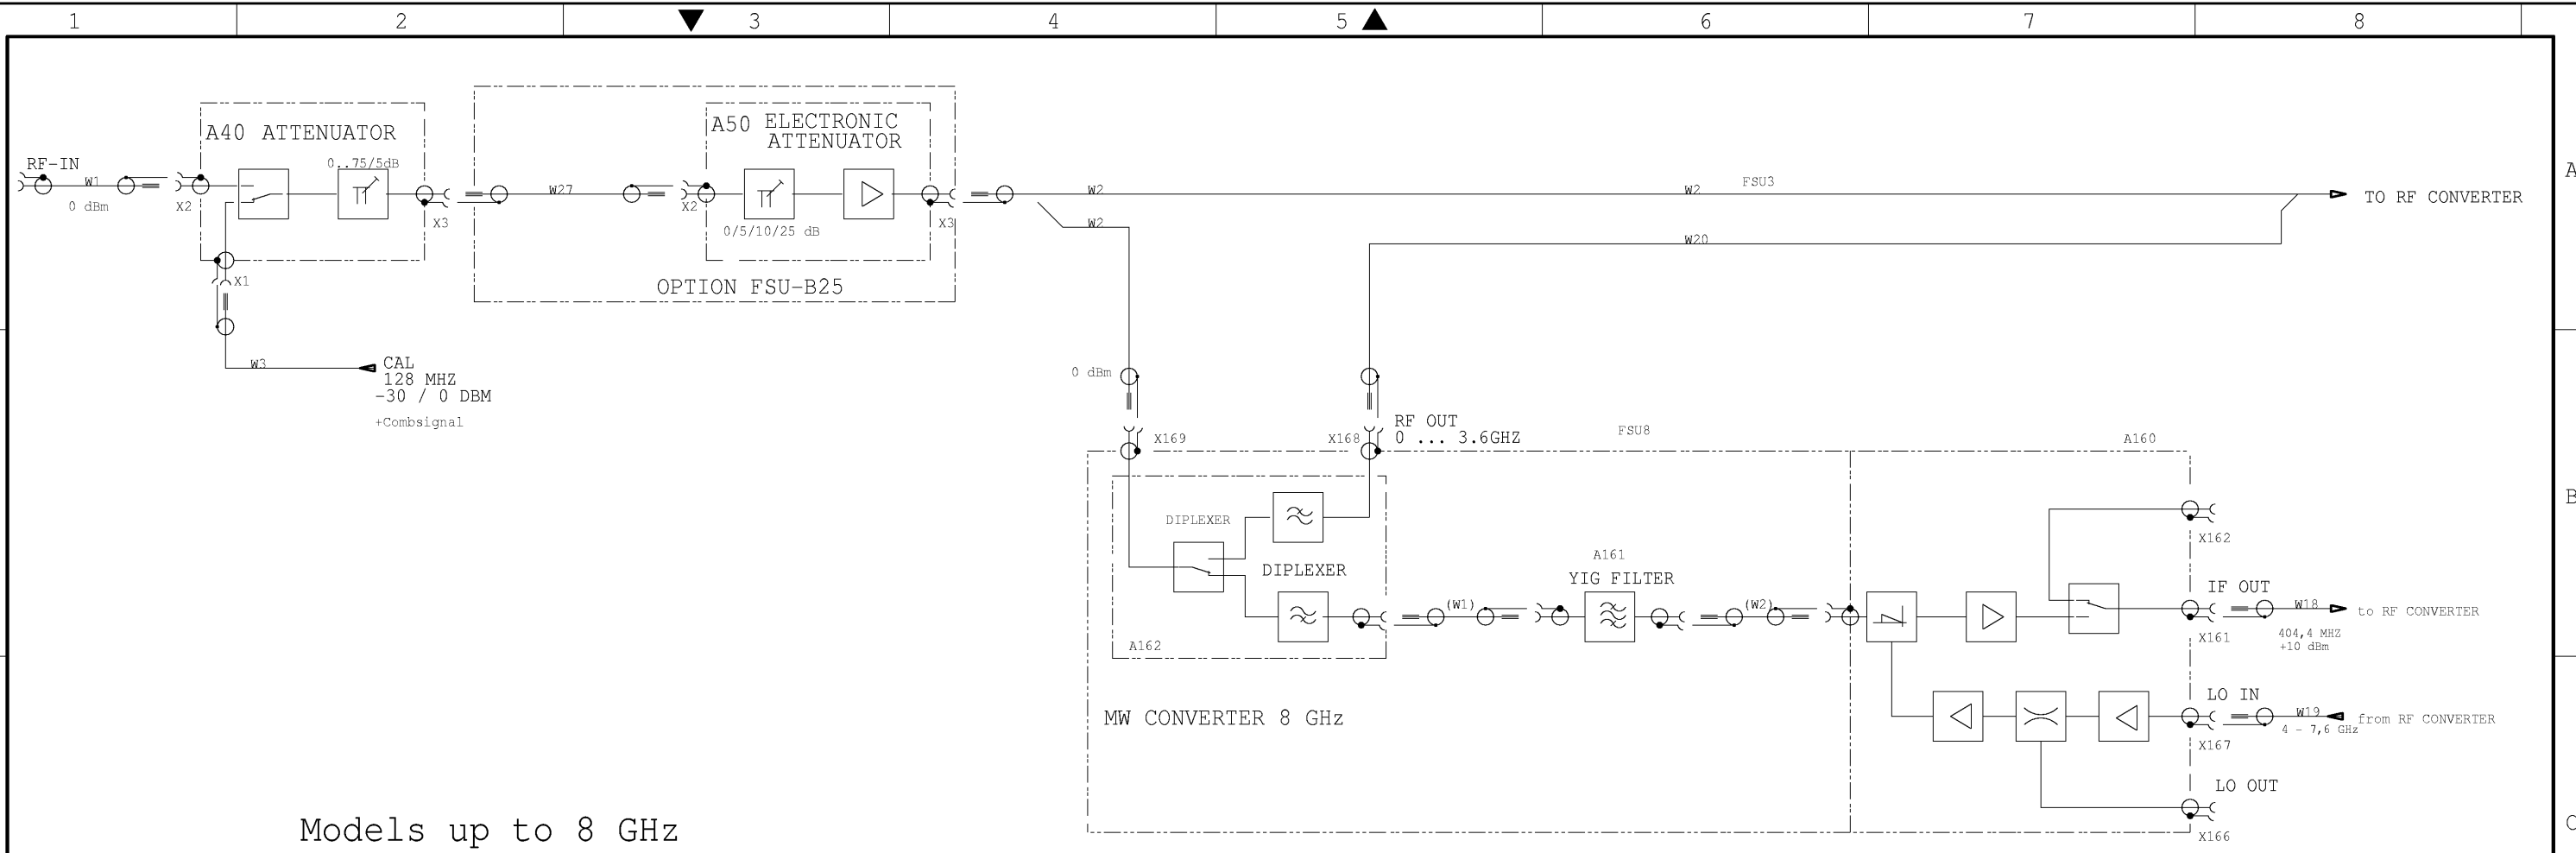 1 2 3 4 5 6 7 8
A40 ATTENUATOR
0..75/5dB
RF-IN
W1
0 dBm
X2
X3
X1
W3
CAL
128 MHZ
-30 / 0 DBM
+Combsignal
W27
A50 ELECTRONIC
ATTENUATOR
X2
0/5/10/25 dB
X3
OPTION FSU-B25
W2
W2
W2
FSU3
TO RF CONVERTER
W20
A
0 dBm
X169
X168
RF OUT
0 ... 3.6GHZ
FSU8
A160
B
DIPLEXER
DIPLEXER
A162
(W1)
A161
YIG FILTER
(W2)
X162
IF OUT
W18
to RF CONVERTER
X161
404,4 MHZ
+10 dBm
MW CONVERTER 8 GHz
LO IN
W19
from RF CONVERTER
4 - 7,6 GHz
X167
LO OUT
X166
Models up to 8 GHz
C